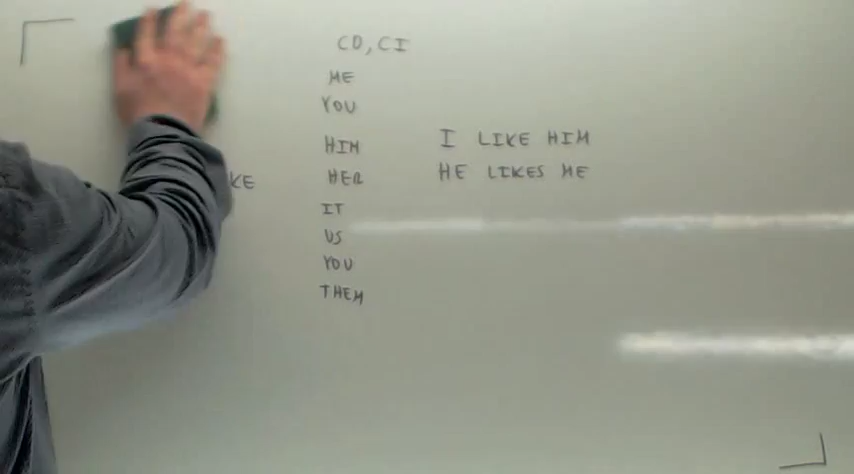 CD, CI
ME
YOU
HIM
HER
IT
US
YOU
THEM
I LIKE HIM
HE LIKES ME